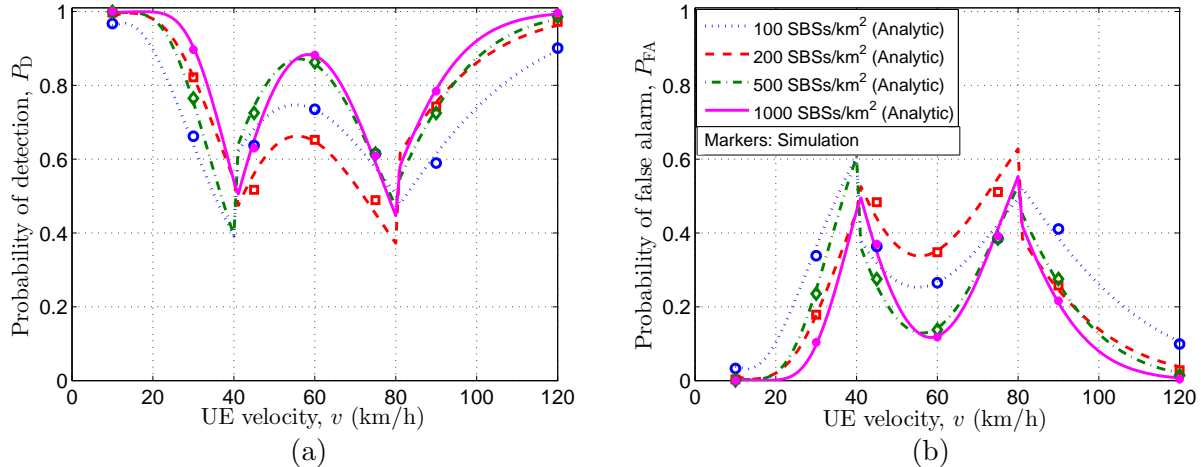 Probability of detection, P_D
1
0.8
0.6
0.4
0.2
0
0 20 40 60 80 100 120
UE velocity, v (km/h)
(a)
Probability of false alarm, P_FA
1
0.8
0.6
0.4
0.2
0
100 SBSs/km² (Analytic)
200 SBSs/km² (Analytic)
500 SBSs/km² (Analytic)
1000 SBSs/km² (Analytic)
Markers: Simulation
0 20 40 60 80 100 120
UE velocity, v (km/h)
(b)